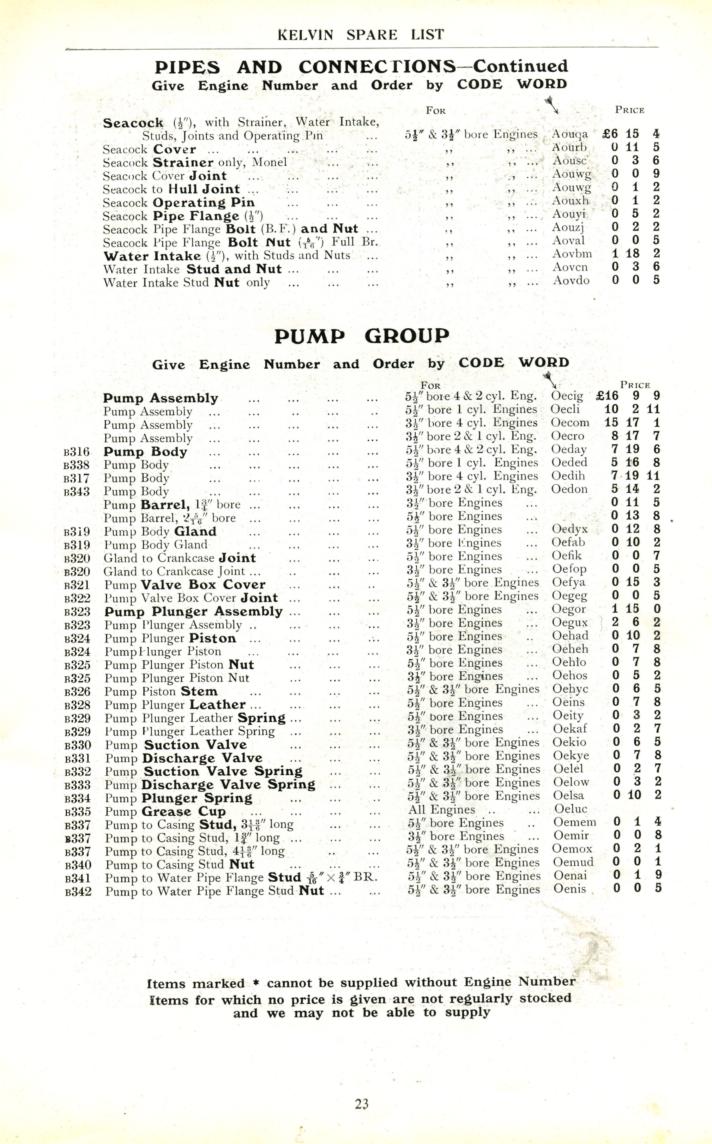 KELVIN SPARE LIST
PIPES AND CONNECTIONS—Continued
Give Engine Number and Order by CODE WORD
For Price
Seacock (½″), with Strainer, Water Intake,
Studs, Joints and Operating Pin ... 5½″ & 3½″ bore Engines Aouqa £6 15 4
Seacock Cover ... ... ... ... ... ,, ,, ... Aourb 0 11 5
Seacock Strainer only, Monel ... ... ,, ,, ... Aousc 0 3 6
Seacock Cover Joint ... ... ... ,, ,, ... Aouwg 0 0 9
Seacock to Hull Joint ... ... ... ... ,, ,, ... Aouwg 0 1 2
Seacock Operating Pin ... ... ... ,, ,, ... Aouxh 0 1 2
Seacock Pipe Flange (½″) ... ... ... ,, ,, ... Aouyi 0 5 2
Seacock Pipe Flange Bolt (B.F.) and Nut ... ,, ,, ... Aouzj 0 2 2
Seacock Pipe Flange Bolt Nut (5/16″) Full Br. ,, ,, ... Aoval 0 0 5
Water Intake (½″), with Studs and Nuts ... ,, ,, ... Aovbm 1 18 2
Water Intake Stud and Nut ... ... ... ,, ,, ... Aovcn 0 3 6
Water Intake Stud Nut only ... ... ... ,, ,, ... Aovdo 0 0 5
PUMP GROUP
Give Engine Number and Order by CODE WORD
For Price
Pump Assembly ... ... ... ... 5½″ bore 4 & 2 cyl. Eng. Oecig £16 9 9
Pump Assembly ... ... ... ... ... 5½″ bore 1 cyl. Engines Oecli 10 2 11
Pump Assembly ... ... ... ... ... 3½″ bore 4 cyl. Engines Oecom 15 17 1
Pump Assembly ... ... ... ... ... 3½″ bore 2 & 1 cyl. Eng. Oecro 8 17 7
B316 Pump Body ... ... ... ... ... 5½″ bore 4 & 2 cyl. Eng. Oeday 7 19 6
B338 Pump Body ... ... ... ... 5½″ bore 1 cyl. Engines Oeded 5 16 8
B317 Pump Body ... ... ... ... 3½″ bore 4 cyl. Engines Oedih 7 19 11
B343 Pump Body ... ... ... ... 3½″ bore 2 & 1 cyl. Eng. Oedon 5 14 2
Pump Barrel, 1¾″ bore ... ... ... ... 3½″ bore Engines ... 0 11 5
Pump Barrel, 2 5/16″ bore ... ... ... ... 5½″ bore Engines ... 0 13 8
B319 Pump Body Gland ... ... ... 5½″ bore Engines ... Oedyx 0 12 8
B319 Pump Body Gland ... ... ... ... 3½″ bore Engines ... Oefab 0 10 2
B320 Gland to Crankcase Joint ... ... ... 5½″ bore Engines ... Oefik 0 0 7
B320 Gland to Crankcase Joint ... ... ... ... 3½″ bore Engines ... Oefop 0 0 5
B321 Pump Valve Box Cover ... ... ... 5½″ & 3½″ bore Engines Oefya 0 15 3
B322 Pump Valve Box Cover Joint ... ... ... 5½″ & 3½″ bore Engines Oegeg 0 0 5
B323 Pump Plunger Assembly ... ... ... 5½″ bore Engines ... Oegor 1 15 0
B323 Pump Plunger Assembly .. ... ... ... 3½″ bore Engines ... Oegux 2 6 2
B324 Pump Plunger Piston ... ... ... ... 5½″ bore Engines .. Oehad 0 10 2
B324 Pump Plunger Piston ... ... ... ... 3½″ bore Engines ... Oeheh 0 7 8
B325 Pump Plunger Piston Nut ... ... ... 5½″ bore Engines ... Oehlo 0 7 8
B325 Pump Plunger Piston Nut ... ... ... 3½″ bore Engines ... Oehos 0 5 2
B326 Pump Piston Stem ... ... ... ... 5½″ & 3½″ bore Engines Oehyc 0 6 5
B328 Pump Plunger Leather ... ... ... ... 5½″ bore Engines ... Oeins 0 7 8
B329 Pump Plunger Leather Spring ... ... ... 5½″ bore Engines ... Oeity 0 3 2
B329 Pump Plunger Leather Spring ... ... ... 3½″ bore Engines ... Oekaf 0 2 7
B330 Pump Suction Valve ... ... ... 5½″ & 3½″ bore Engines Oekio 0 6 5
B331 Pump Discharge Valve ... ... ... 5½″ & 3½″ bore Engines Oekye 0 7 8
B332 Pump Suction Valve Spring ... ... 5½″ & 3½″ bore Engines Oelel 0 2 7
B333 Pump Discharge Valve Spring ... ... 5½″ & 3½″ bore Engines Oelow 0 3 2
B334 Pump Plunger Spring ... ... .. 5½″ & 3½″ bore Engines Oelsa 0 10 2
B335 Pump Grease Cup ... ... ... ... All Engines .. ... Oeluc
B337 Pump to Casing Stud, 3 13/16″ long ... ... 5½″ bore Engines .. Oemem 0 1 4
B337 Pump to Casing Stud, 1¾″ long ... ... ... 3½″ bore Engines ... Oemir 0 0 8
B337 Pump to Casing Stud, long .. ... 5½″ & 3½″ bore Engines Oemox 0 2 1
B340 Pump to Casing Stud Nut ... ... ... 5½″ & 3½″ bore Engines Oemud 0 0 1
B341 Pump to Water Pipe Flange Stud 5/16″ × ¾″ BR. 5½″ & 3½″ bore Engines Oenai 0 1 9
B342 Pump to Water Pipe Flange Stud Nut ... ... 5½″ & 3½″ bore Engines Oenis 0 0 5
Items marked * cannot be supplied without Engine Number
Items for which no price is given are not regularly stocked
and we may not be able to supply
23